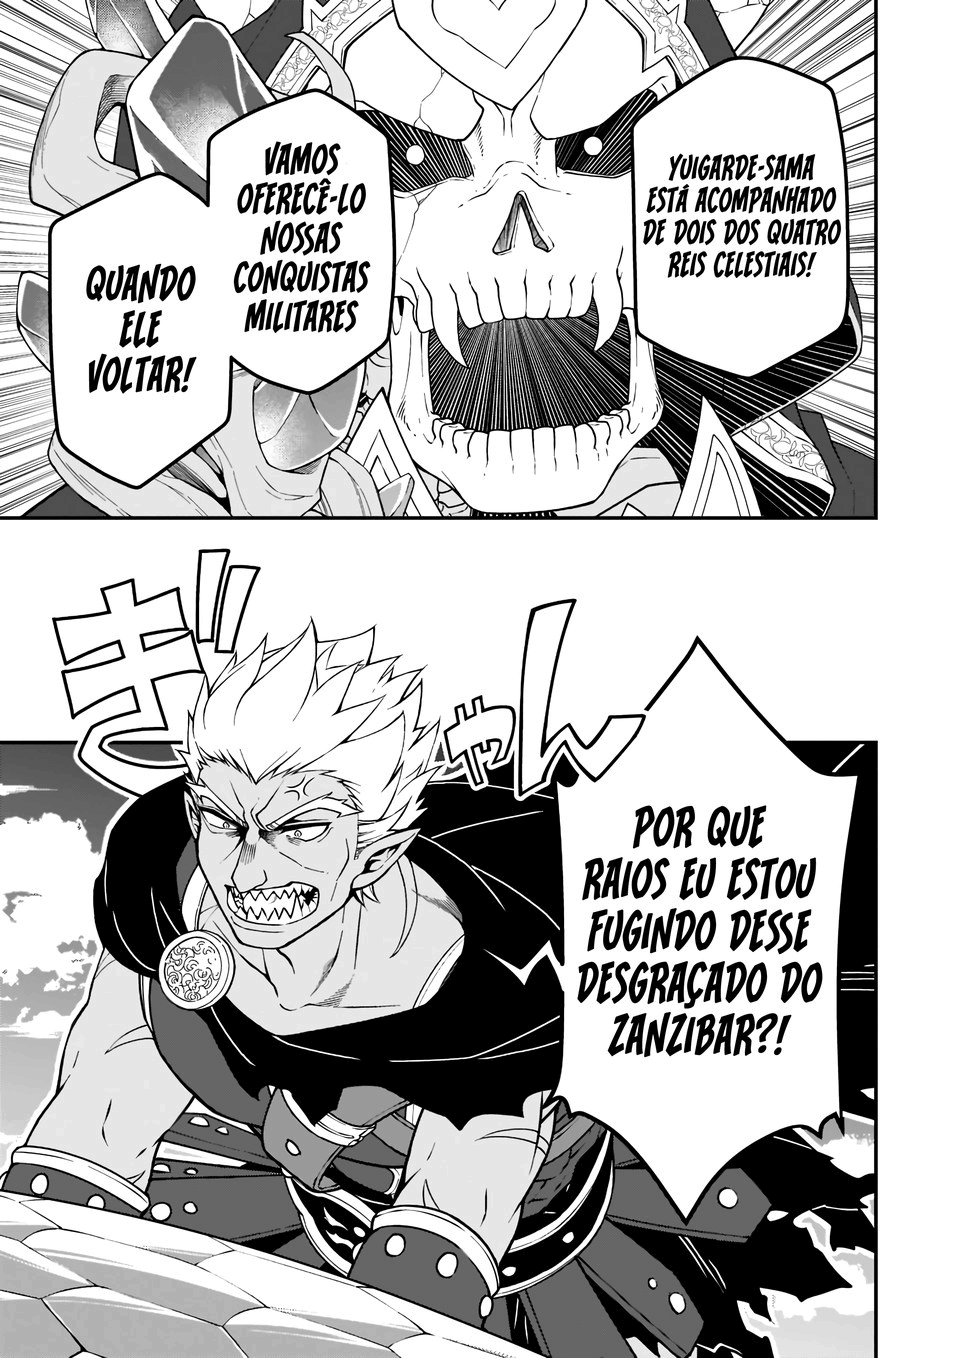 YUIGARDE-SAMA
ESTÁ ACOMPANHADO
DE DOIS DOS QUATRO
REIS CELESTIAIS!
VAMOS
OFERECÊ-LO
NOSSAS
CONQUISTAS
MILITARES
QUANDO
ELE
VOLTAR!
ぎゃん
POR QUE
RAIOS EU ESTOU
FUGINDO DESSE
DESGRAÇADO DO
ZANZIBAR?!